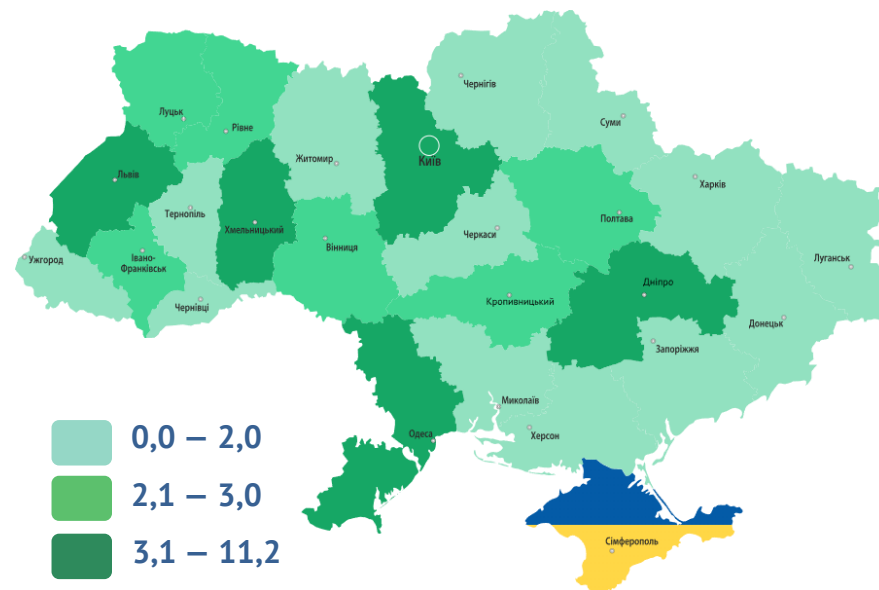 Чернігів
Луцьк
Рівне
Суми
Київ
Житомир
Львів
Харків
Тернопіль
Хмельницький
Полтава
Черкаси
Вінниця
Ужгород
Івано-
Франківськ
Луганськ
Дніпро
Чернівці
Кропивницький
Донецьк
Запоріжжя
Миколаїв
Одеса
Херсон
0,0 — 2,0
2,1 — 3,0
3,1 — 11,2
Сімферополь